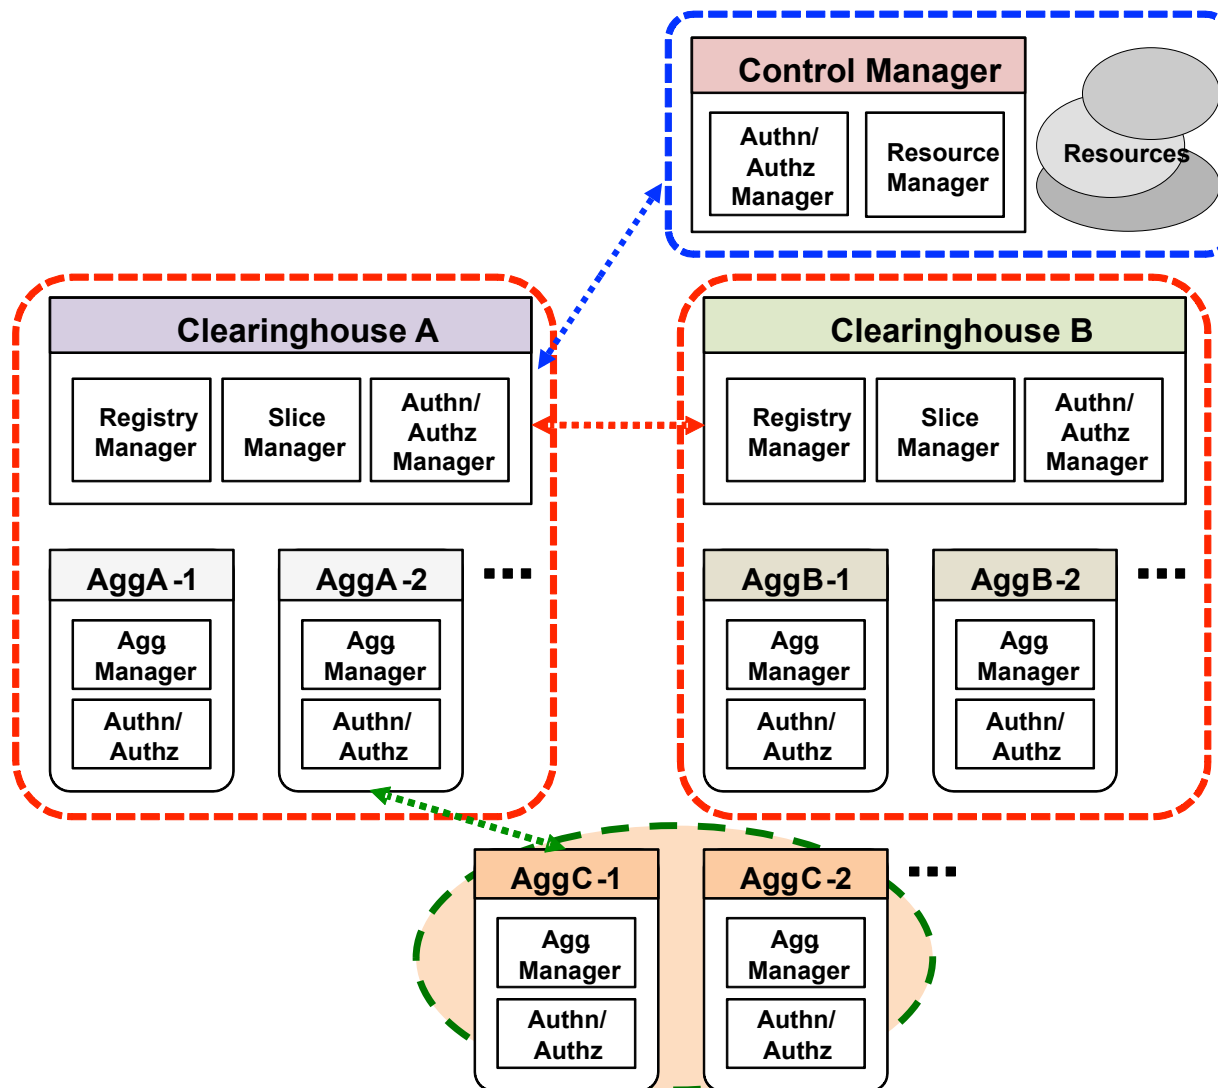 Control Manager
Authn/
Authz
Manager
Resource
Manager
Resources
Clearinghouse A
Registry
Manager
Slice
Manager
Authn/
Authz
Manager
Clearinghouse B
Registry
Manager
Slice
Manager
Authn/
Authz
Manager
AggA-1
Agg
Manager
Authn/
Authz
AggA-2
Agg
Manager
Authn/
Authz
...
AggB-1
Agg
Manager
Authn/
Authz
AggB-2
Agg
Manager
Authn/
Authz
...
AggC-1
Agg
Manager
Authn/
Authz
AggC-2
Agg
Manager
Authn/
Authz
...